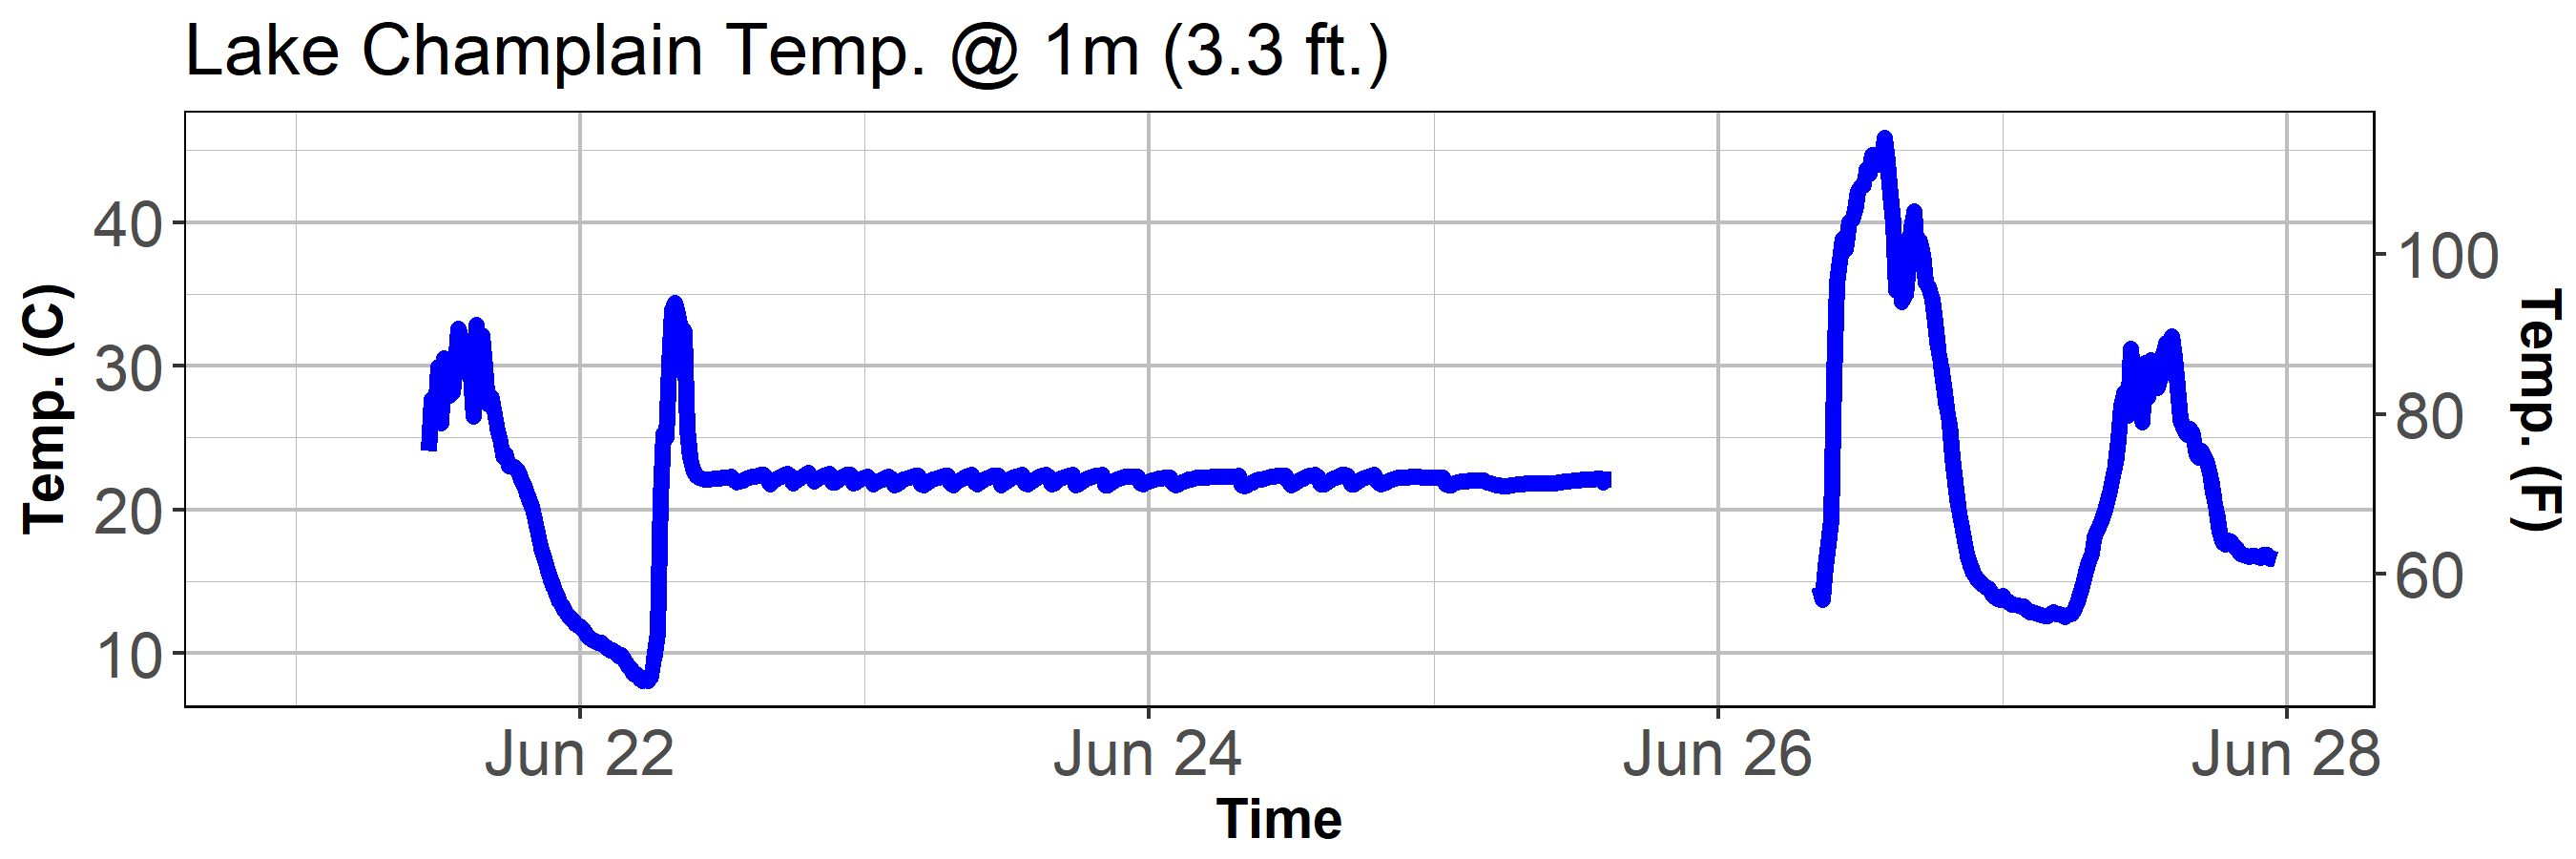 Lake Champlain Temp. @ 1m (3.3 ft.)
Temp. (C)
40
30
20
10
100
80
60
Temp. (F)
Jun 22
Jun 24
Jun 26
Jun 28
Time